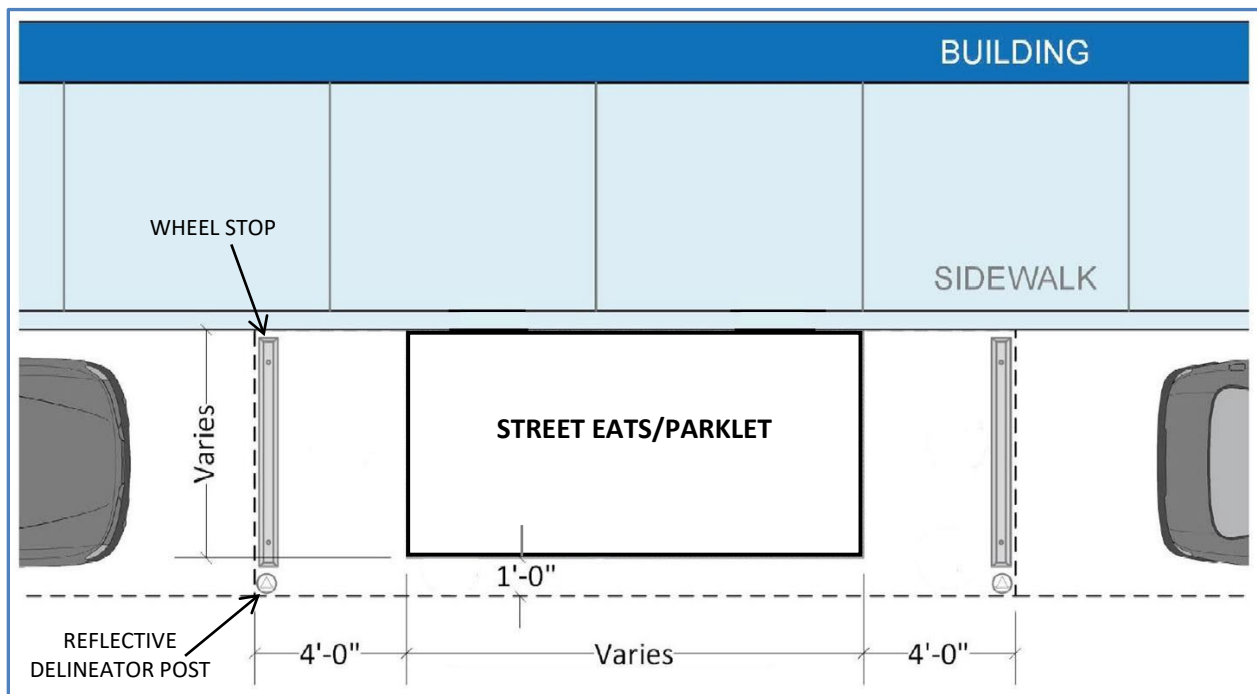 BUILDING
WHEEL STOP
SIDEWALK
Varies
STREET EATS/PARKLET
1'-0"
REFLECTIVE
DELINEATOR POST
4'-0"
Varies
4'-0"